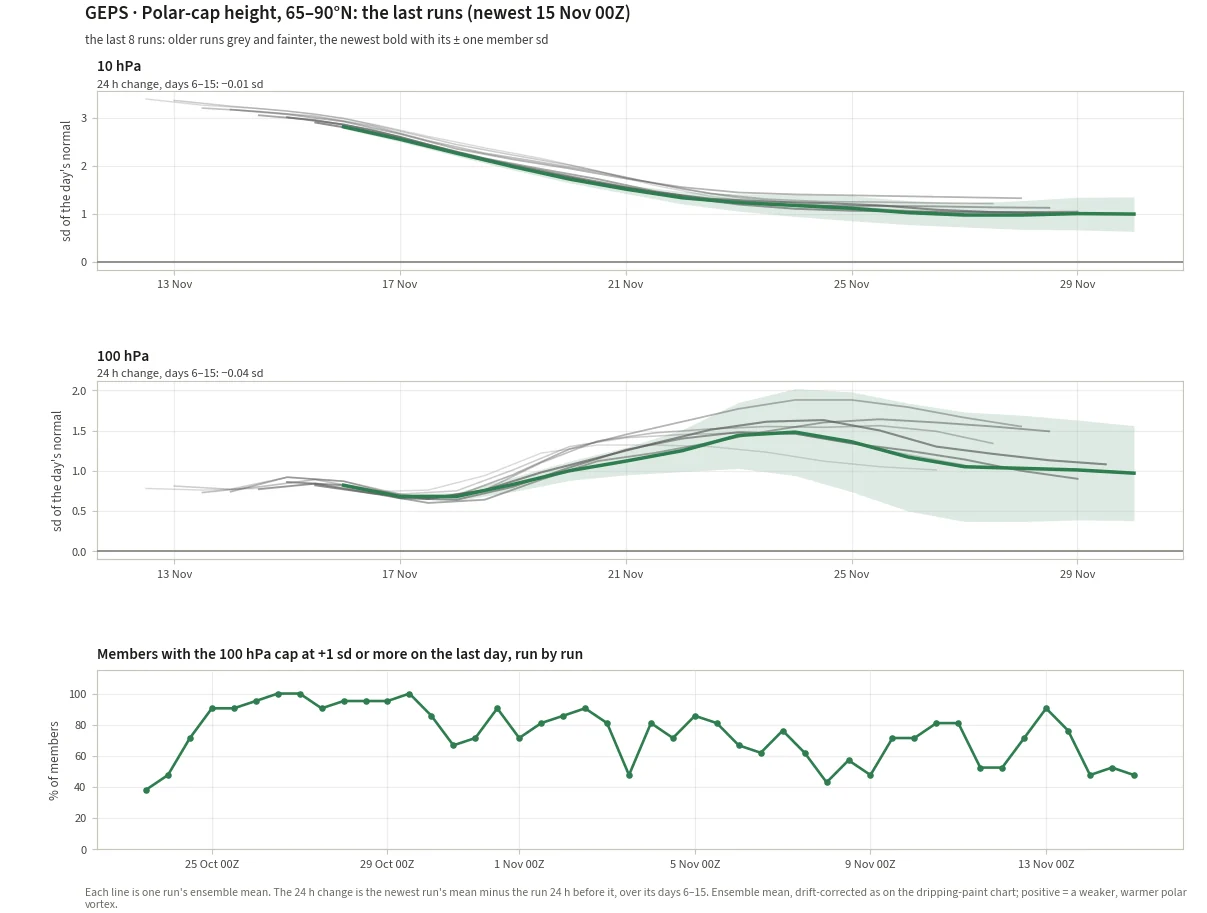 GEPS · Polar-cap height, 65–90°N: the last runs (newest 15 Nov 00Z)
the last 8 runs: older runs grey and fainter, the newest bold with its ± one member sd
10 hPa
24 h change, days 6–15: −0.01 sd
sd of the day's normal
3
2
1
0
13 Nov
17 Nov
21 Nov
25 Nov
29 Nov
100 hPa
24 h change, days 6–15: −0.04 sd
sd of the day's normal
2.0
1.5
1.0
0.5
0.0
13 Nov
17 Nov
21 Nov
25 Nov
29 Nov
Members with the 100 hPa cap at +1 sd or more on the last day, run by run
% of members
100
80
60
40
20
0
25 Oct 00Z
29 Oct 00Z
1 Nov 00Z
5 Nov 00Z
9 Nov 00Z
13 Nov 00Z
Each line is one run's ensemble mean. The 24 h change is the newest run's mean minus the run 24 h before it, over its days 6–15. Ensemble mean, drift-corrected as on the dripping-paint chart; positive = a weaker, warmer polar
vortex.